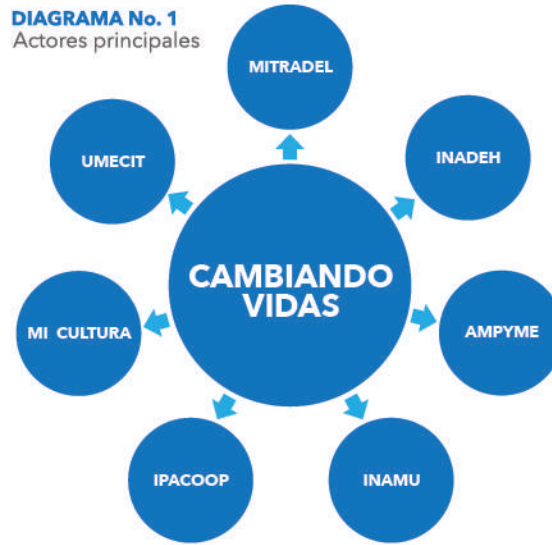 DIAGRAMA No. 1
Actores principales
MITRADEL
UMECIT
INADEH
CAMBIANDO
VIDAS
MI CULTURA
AMPYME
IPACOOP
INAMU